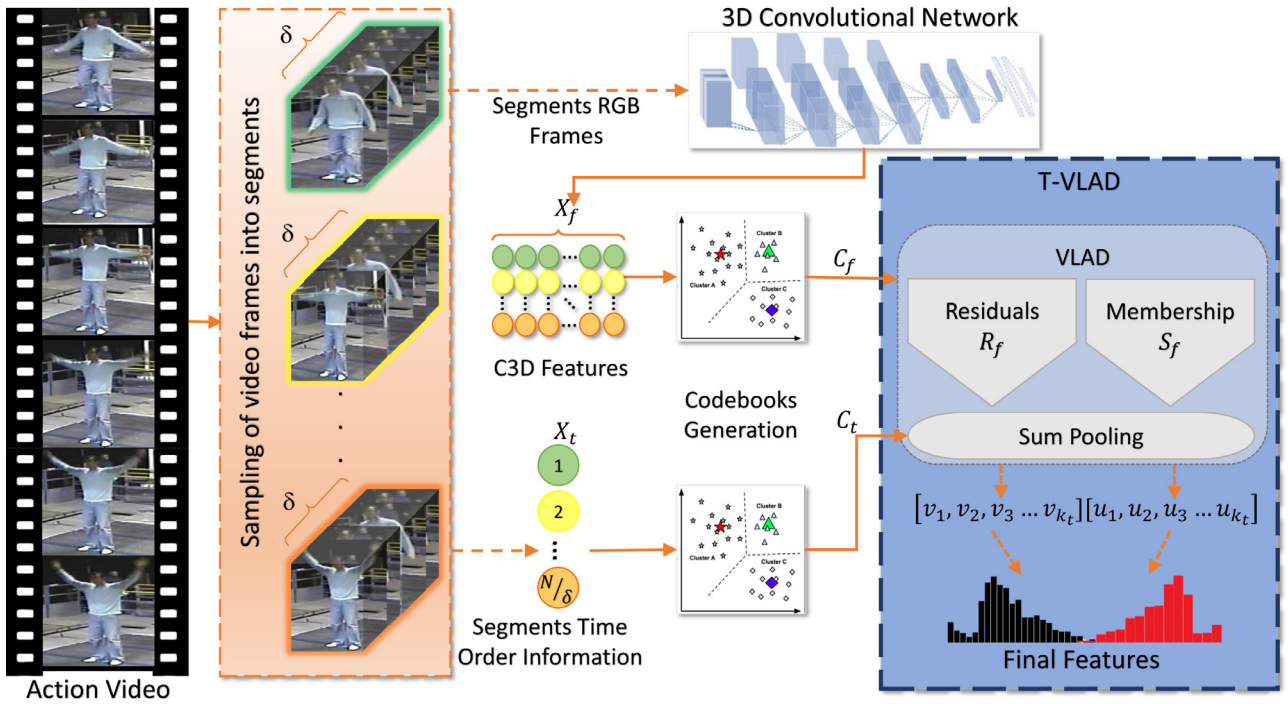 3D Convolutional Network
δ
Sampling of video frames into segments
Segments RGB
Frames
T-VLAD
X_f
δ
Cluster B
Cluster A
Cluster C
C_f
VLAD
Residuals
R_f
Membership
S_f
C3D Features
Codebooks
Generation
C_t
X_t
Sum Pooling
1
2
δ
Cluster B
Cluster A
Cluster C
[v_1, v_2, v_3 … v_{k_t}][u_1, u_2, u_3 … u_{k_t}]
N/δ
Segments Time
Order Information
Final Features
Action Video